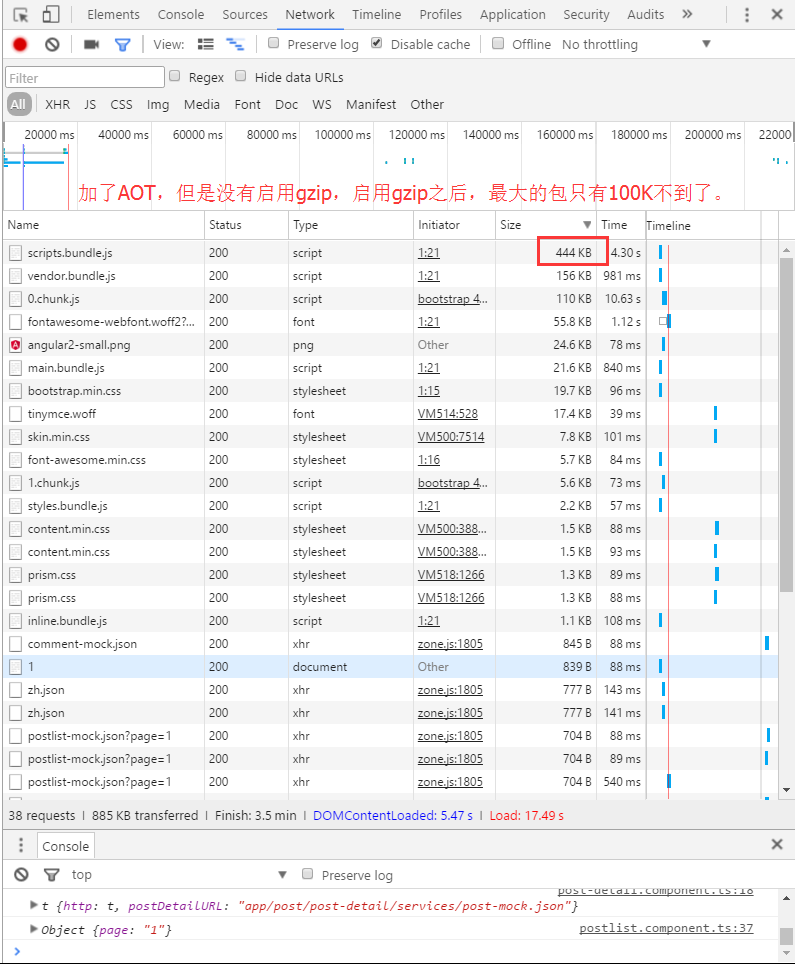 Elements Console Sources Network Timeline Profiles Application Security Audits »
View: Preserve log Disable cache Offline No throttling
Filter Regex Hide data URLs
All XHR JS CSS Img Media Font Doc WS Manifest Other
20000 ms 40000 ms 60000 ms 80000 ms 100000 ms 120000 ms 140000 ms 160000 ms 180000 ms 200000 ms 22000
加了AOT，但是没有启用gzip，启用gzip之后，最大的包只有100K不到了。
Name Status Type Initiator Size Time Timeline
scripts.bundle.js 200 script 1:21 444 KB 4.30 s
vendor.bundle.js 200 script 1:21 156 KB 981 ms
0.chunk.js 200 script bootstrap 4... 110 KB 10.63 s
fontawesome-webfont.woff2?... 200 font 1:21 55.8 KB 1.12 s
angular2-small.png 200 png Other 24.6 KB 78 ms
main.bundle.js 200 script 1:21 21.6 KB 840 ms
bootstrap.min.css 200 stylesheet 1:15 19.7 KB 96 ms
tinymce.woff 200 font VM514:528 17.4 KB 39 ms
skin.min.css 200 stylesheet VM500:7514 7.8 KB 101 ms
font-awesome.min.css 200 stylesheet 1:16 5.7 KB 84 ms
1.chunk.js 200 script bootstrap 4... 5.6 KB 73 ms
styles.bundle.js 200 script 1:21 2.2 KB 57 ms
content.min.css 200 stylesheet VM500:388... 1.5 KB 88 ms
content.min.css 200 stylesheet VM500:388... 1.5 KB 93 ms
prism.css 200 stylesheet VM518:1266 1.3 KB 89 ms
prism.css 200 stylesheet VM518:1266 1.3 KB 88 ms
inline.bundle.js 200 script 1:21 1.1 KB 108 ms
comment-mock.json 200 xhr zone.js:1805 845 B 88 ms
1 200 document Other 839 B 88 ms
zh.json 200 xhr zone.js:1805 777 B 143 ms
zh.json 200 xhr zone.js:1805 777 B 141 ms
postlist-mock.json?page=1 200 xhr zone.js:1805 704 B 88 ms
postlist-mock.json?page=1 200 xhr zone.js:1805 704 B 89 ms
postlist-mock.json?page=1 200 xhr zone.js:1805 704 B 540 ms
38 requests | 885 KB transferred | Finish: 3.5 min | DOMContentLoaded: 5.47 s | Load: 17.49 s
Console
top Preserve log
post-detail.component.ts:18
t {http: t, postDetailURL: "app/post/post-detail/services/post-mock.json"}
Object {page: "1"} postlist.component.ts:37